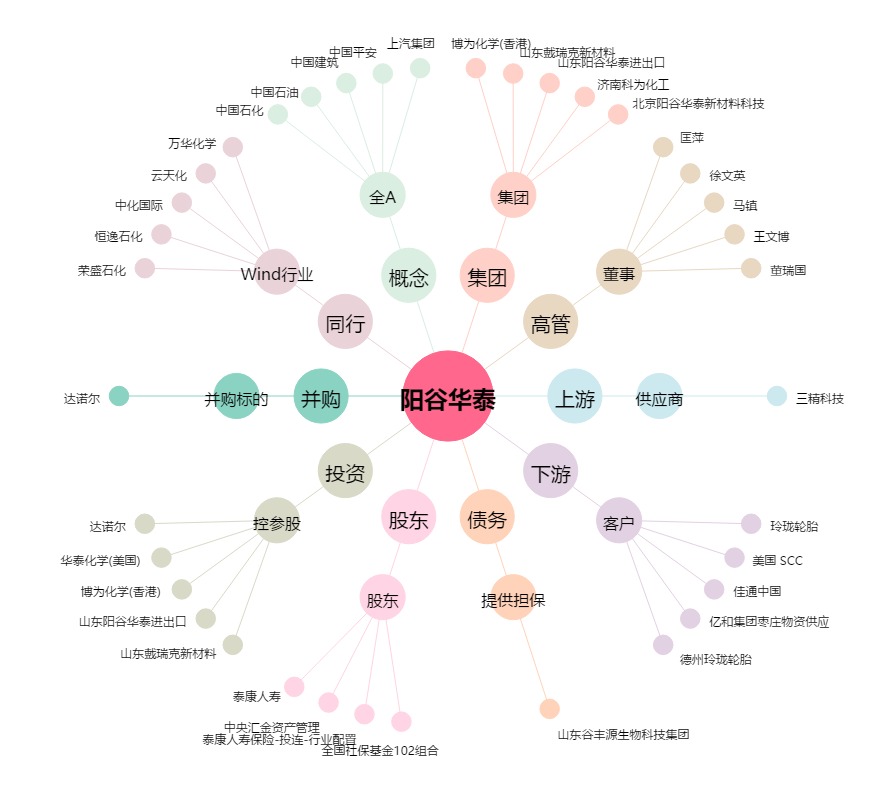 上汽集团
中国平安
中国建筑
中国石油
中国石化
全A
概念
博为化学(香港)
山东戴瑞克新材料
山东阳谷华泰进出口
济南科为化工
北京阳谷华泰新材料科技
集团
集团
万华化学
云天化
中化国际
恒逸石化
荣盛石化
Wind行业
同行
匡萍
徐文英
马镇
王文博
堃瑞国
董事
高管
达诺尔
并购标的
并购
阳谷华泰
上游
供应商
三精科技
投资
控参股
达诺尔
华泰化学(美国)
博为化学(香港)
山东阳谷华泰进出口
山东戴瑞克新材料
股东
股东
泰康人寿
中央汇金资产管理
泰康人寿保险-投连-行业配置
全国社保基金102组合
债务
提供担保
山东谷丰源生物科技集团
下游
客户
玲珑轮胎
美国 SCC
佳通中国
亿和集团枣庄物资供应
德州玲珑轮胎